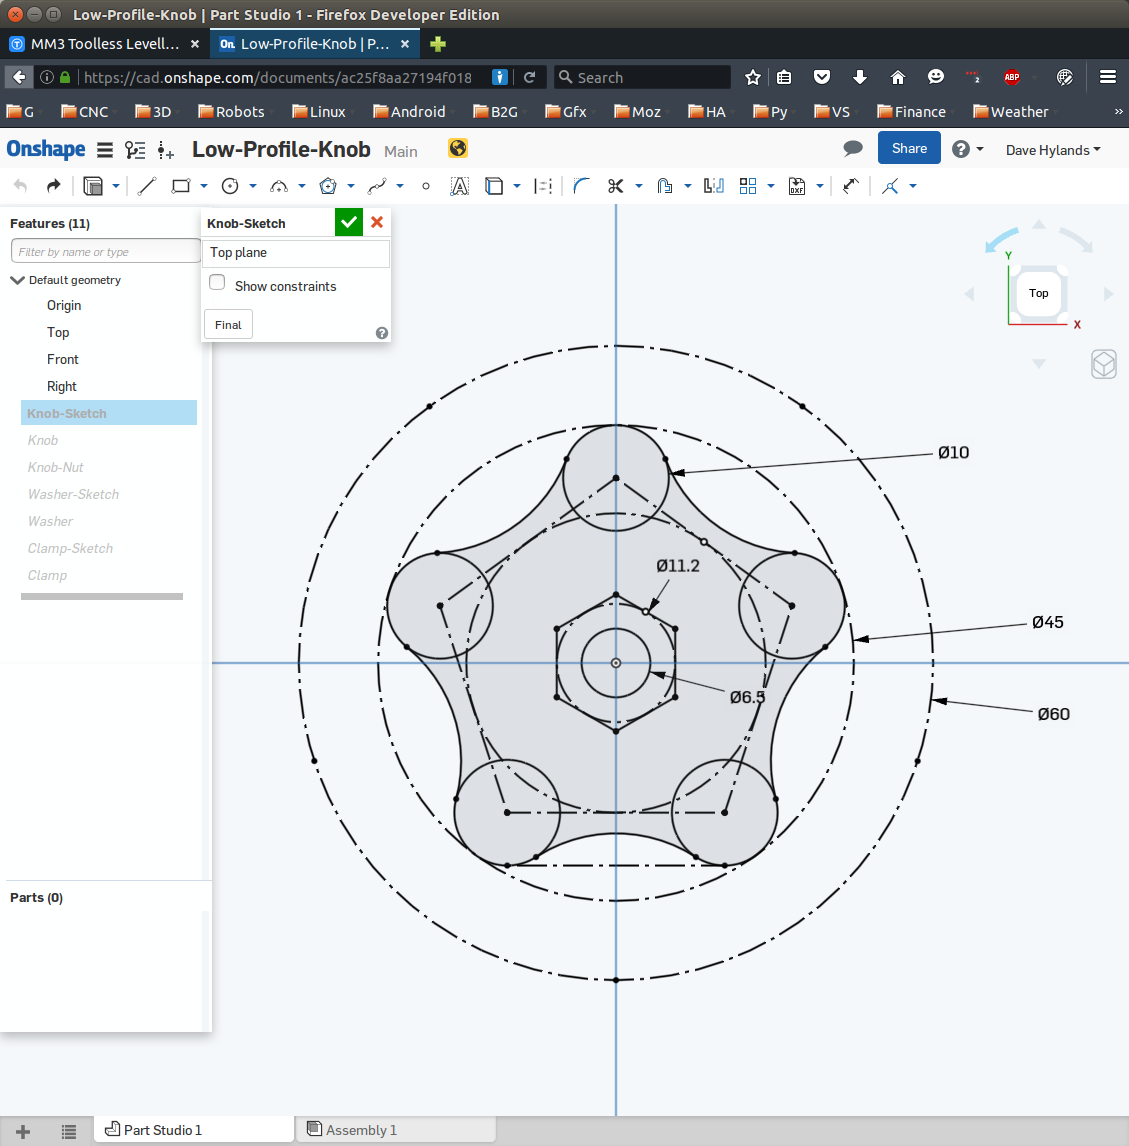 Low-Profile-Knob | Part Studio 1 - Firefox Developer Edition
MM3 Toolless Levell... × On. Low-Profile-Knob | P... ×
https://cad.onshape.com/documents/ac25f8aa27194f018 Search 2 ABP
G CNC 3D Robots Linux Android B2G Gfx Moz HA Py VS Finance Weather »
Onshape Low-Profile-Knob Main Share ? Dave Hylands
DXF
Features (11)
Filter by name or type
Default geometry
Origin
Top
Front
Right
Knob-Sketch
Knob
Knob-Nut
Washer-Sketch
Washer
Clamp-Sketch
Clamp
Parts (0)
Knob-Sketch
Top plane
Show constraints
Final ?
Y
Top
X
Ø10
Ø11.2
Ø45
Ø6.5
Ø60
Part Studio 1 Assembly 1